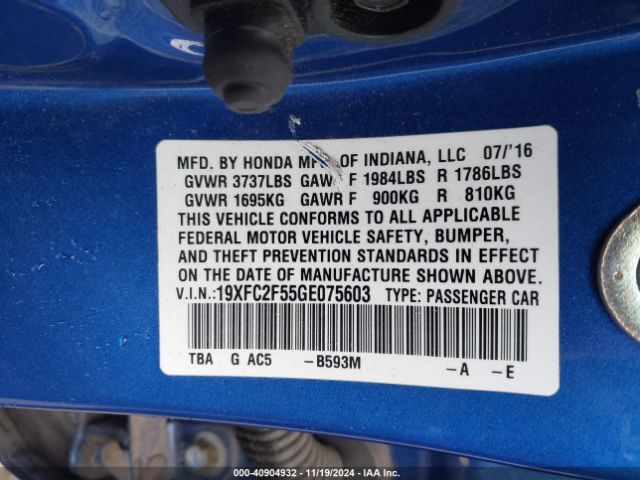 MFD. BY HONDA MFG. OF INDIANA, LLC 07/'16
GVWR 3737LBS GAWR F 1984LBS R 1786LBS
GVWR 1695KG GAWR F 900KG R 810KG
THIS VEHICLE CONFORMS TO ALL APPLICABLE
FEDERAL MOTOR VEHICLE SAFETY, BUMPER,
AND THEFT PREVENTION STANDARDS IN EFFECT
ON THE DATE OF MANUFACTURE SHOWN ABOVE.
V.I.N.:19XFC2F55GE075603 TYPE: PASSENGER CAR
TBA G AC5 -B593M -A -E
000-40904932 - 11/19/2024 - IAA Inc.